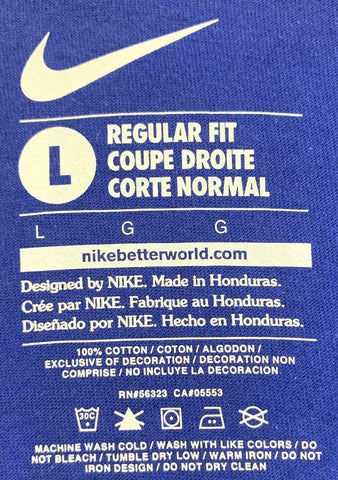 L
REGULAR FIT
COUPE DROITE
CORTE NORMAL
L G G
nikebetterworld.com
Designed by NIKE. Made in Honduras.
Crée par NIKE. Fabrique au Honduras.
Diseñado por NIKE. Hecho en Honduras.
100% COTTON / COTON / ALGODON /
EXCLUSIVE OF DECORATION / DECORATION NON
COMPRISE / NO INCLUYE LA DECORACION
RN#56323 CA#05553
30C
MACHINE WASH COLD / WASH WITH LIKE COLORS / DO
NOT BLEACH / TUMBLE DRY LOW / WARM IRON / DO NOT
IRON DESIGN / DO NOT DRY CLEAN